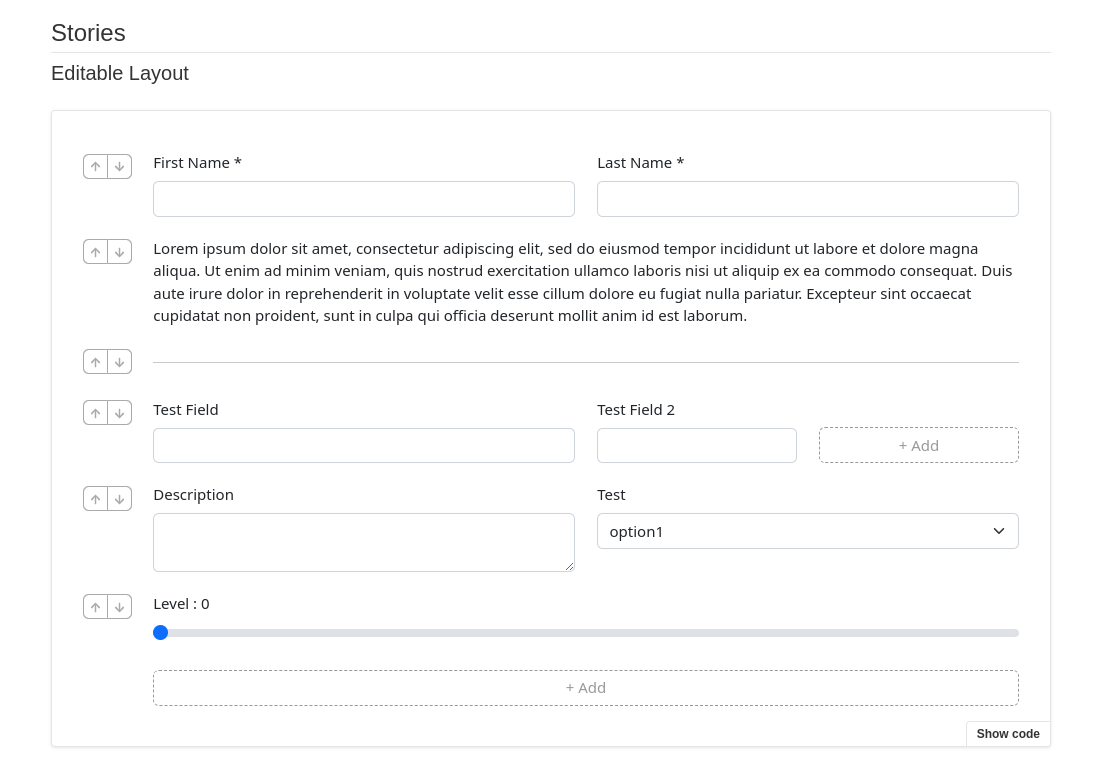 Stories
Editable Layout
First Name *
Last Name *
Lorem ipsum dolor sit amet, consectetur adipiscing elit, sed do eiusmod tempor incididunt ut labore et dolore magna
aliqua. Ut enim ad minim veniam, quis nostrud exercitation ullamco laboris nisi ut aliquip ex ea commodo consequat. Duis
aute irure dolor in reprehenderit in voluptate velit esse cillum dolore eu fugiat nulla pariatur. Excepteur sint occaecat
cupidatat non proident, sunt in culpa qui officia deserunt mollit anim id est laborum.
Test Field
Test Field 2
+ Add
Description
Test
option1
Level : 0
+ Add
Show code